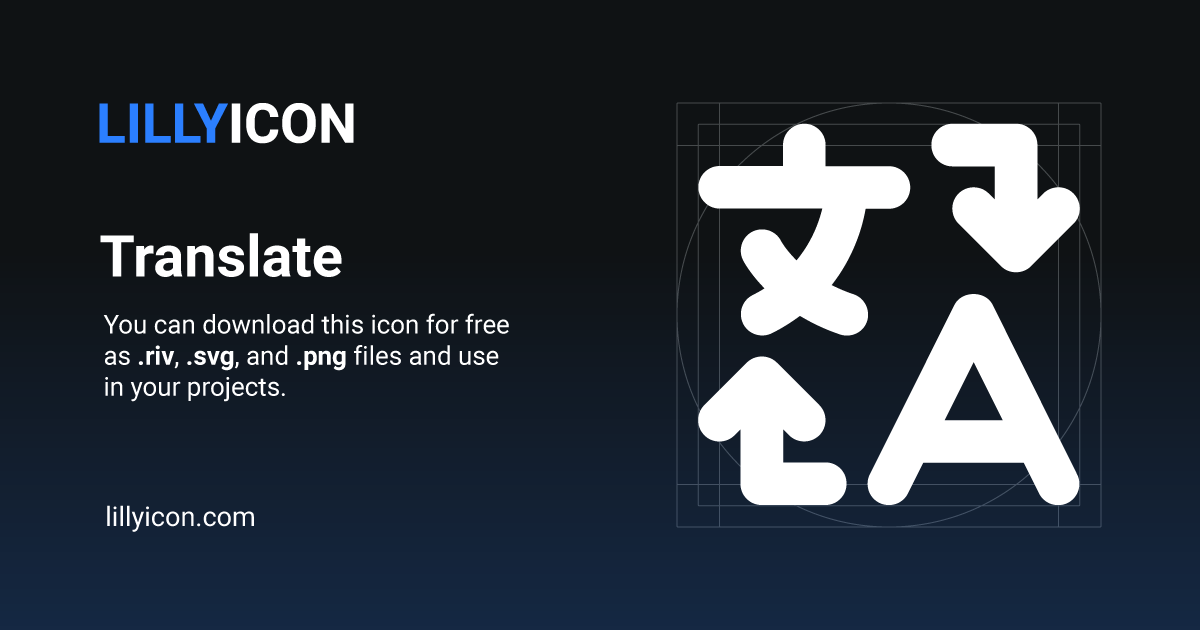 LILLYICON
Translate
You can download this icon for free
as .riv, .svg, and .png files and use
in your projects.
lillyicon.com
文
A